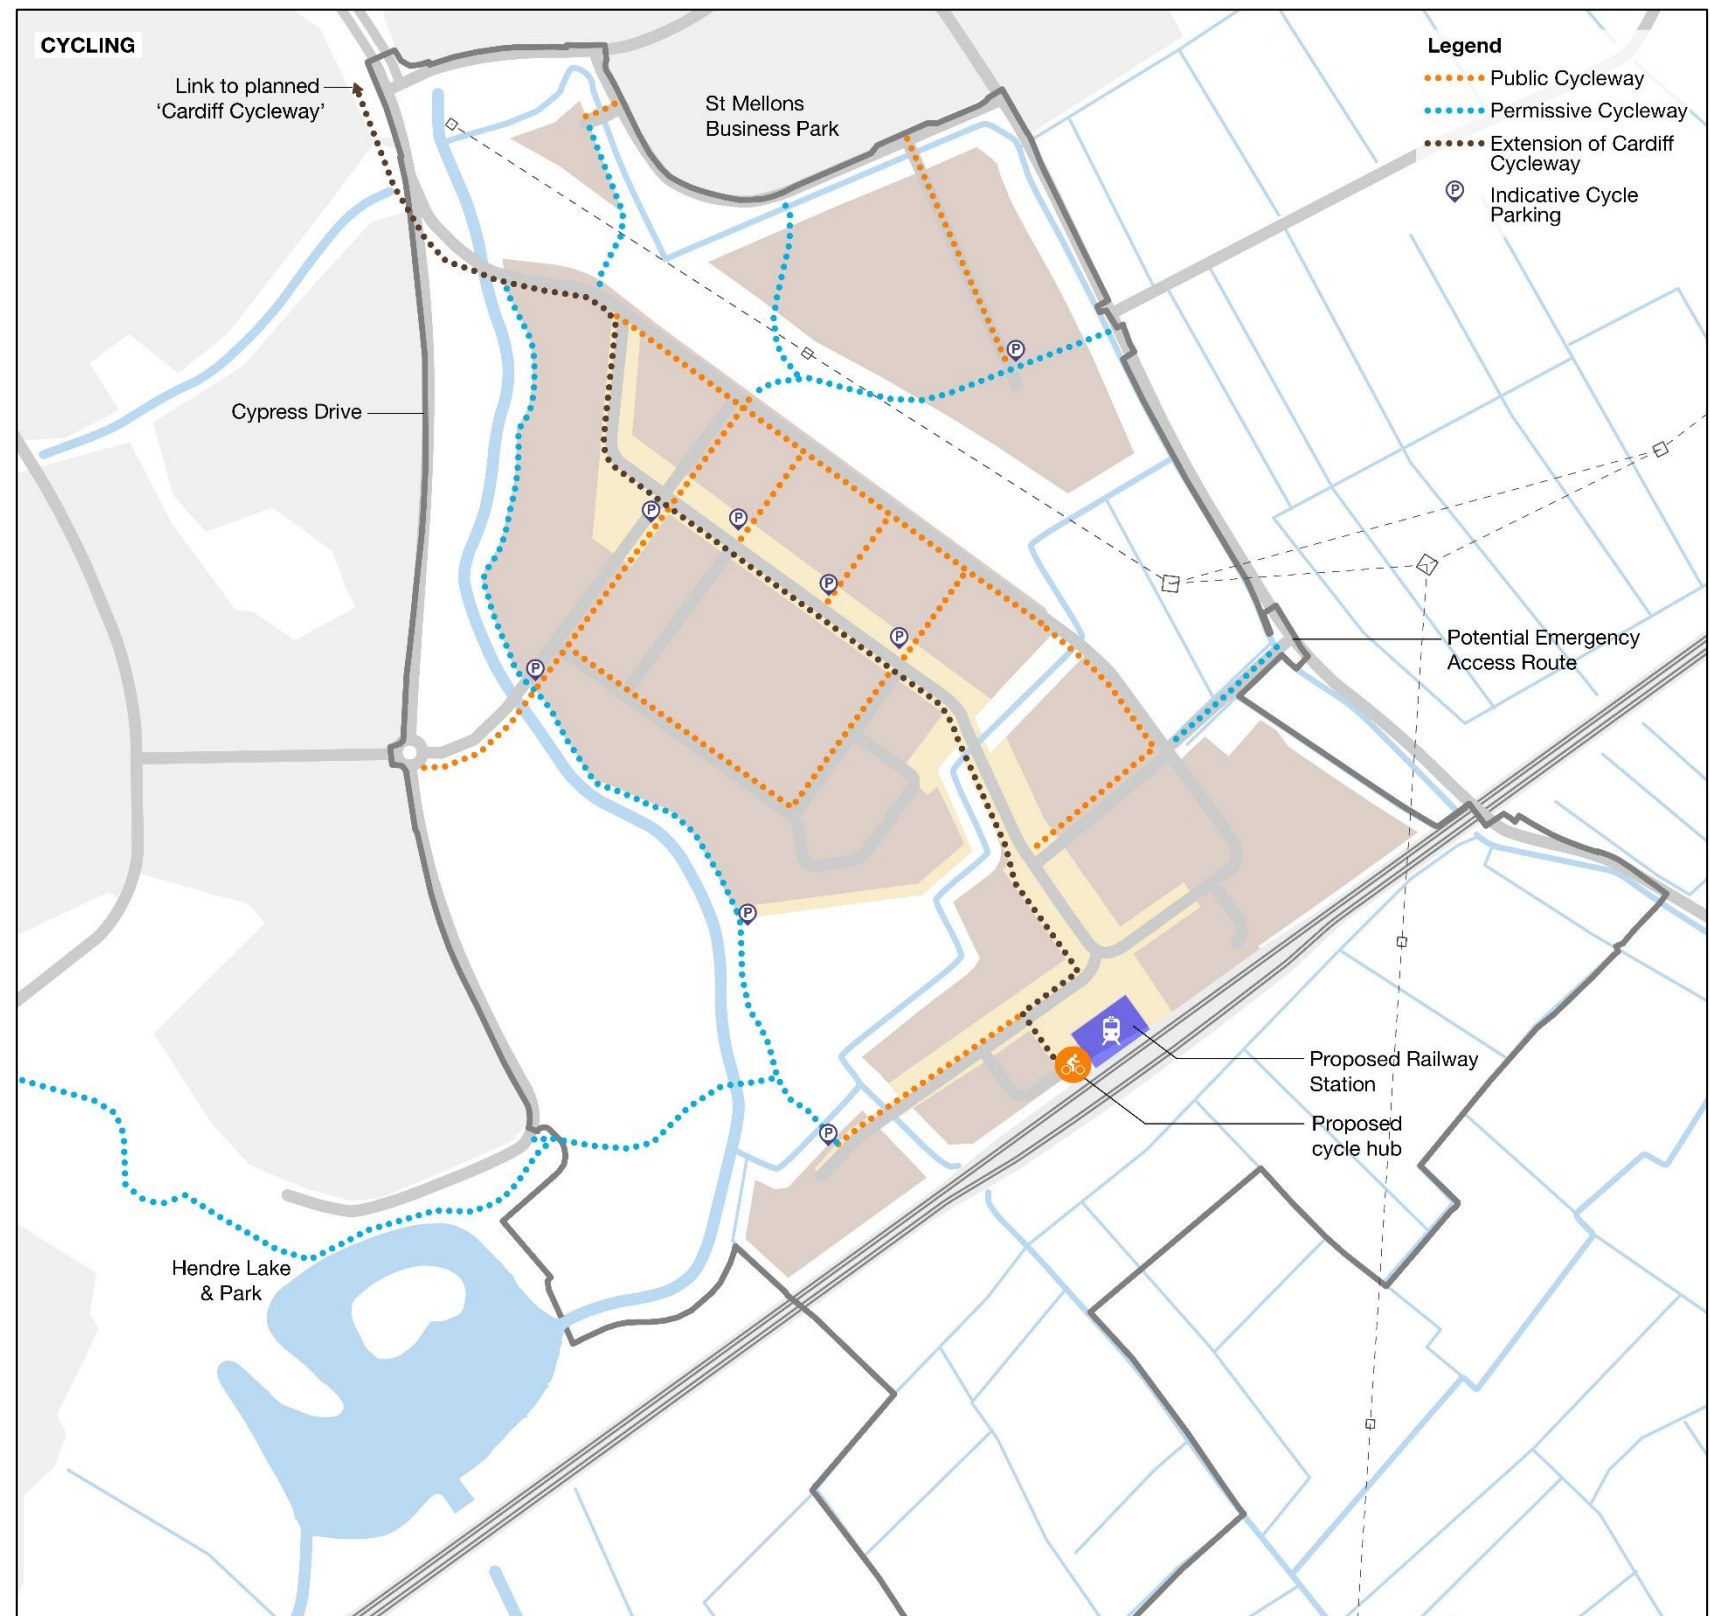 CYCLING
Link to planned
‘Cardiff Cycleway’
St Mellons
Business Park
Legend
Public Cycleway
Permissive Cycleway
Extension of Cardiff
Cycleway
P
Indicative Cycle
Parking
P
Cypress Drive
P
P
P
P
Potential Emergency
Access Route
P
P
Proposed Railway
Station
Proposed
cycle hub
P
Hendre Lake
& Park